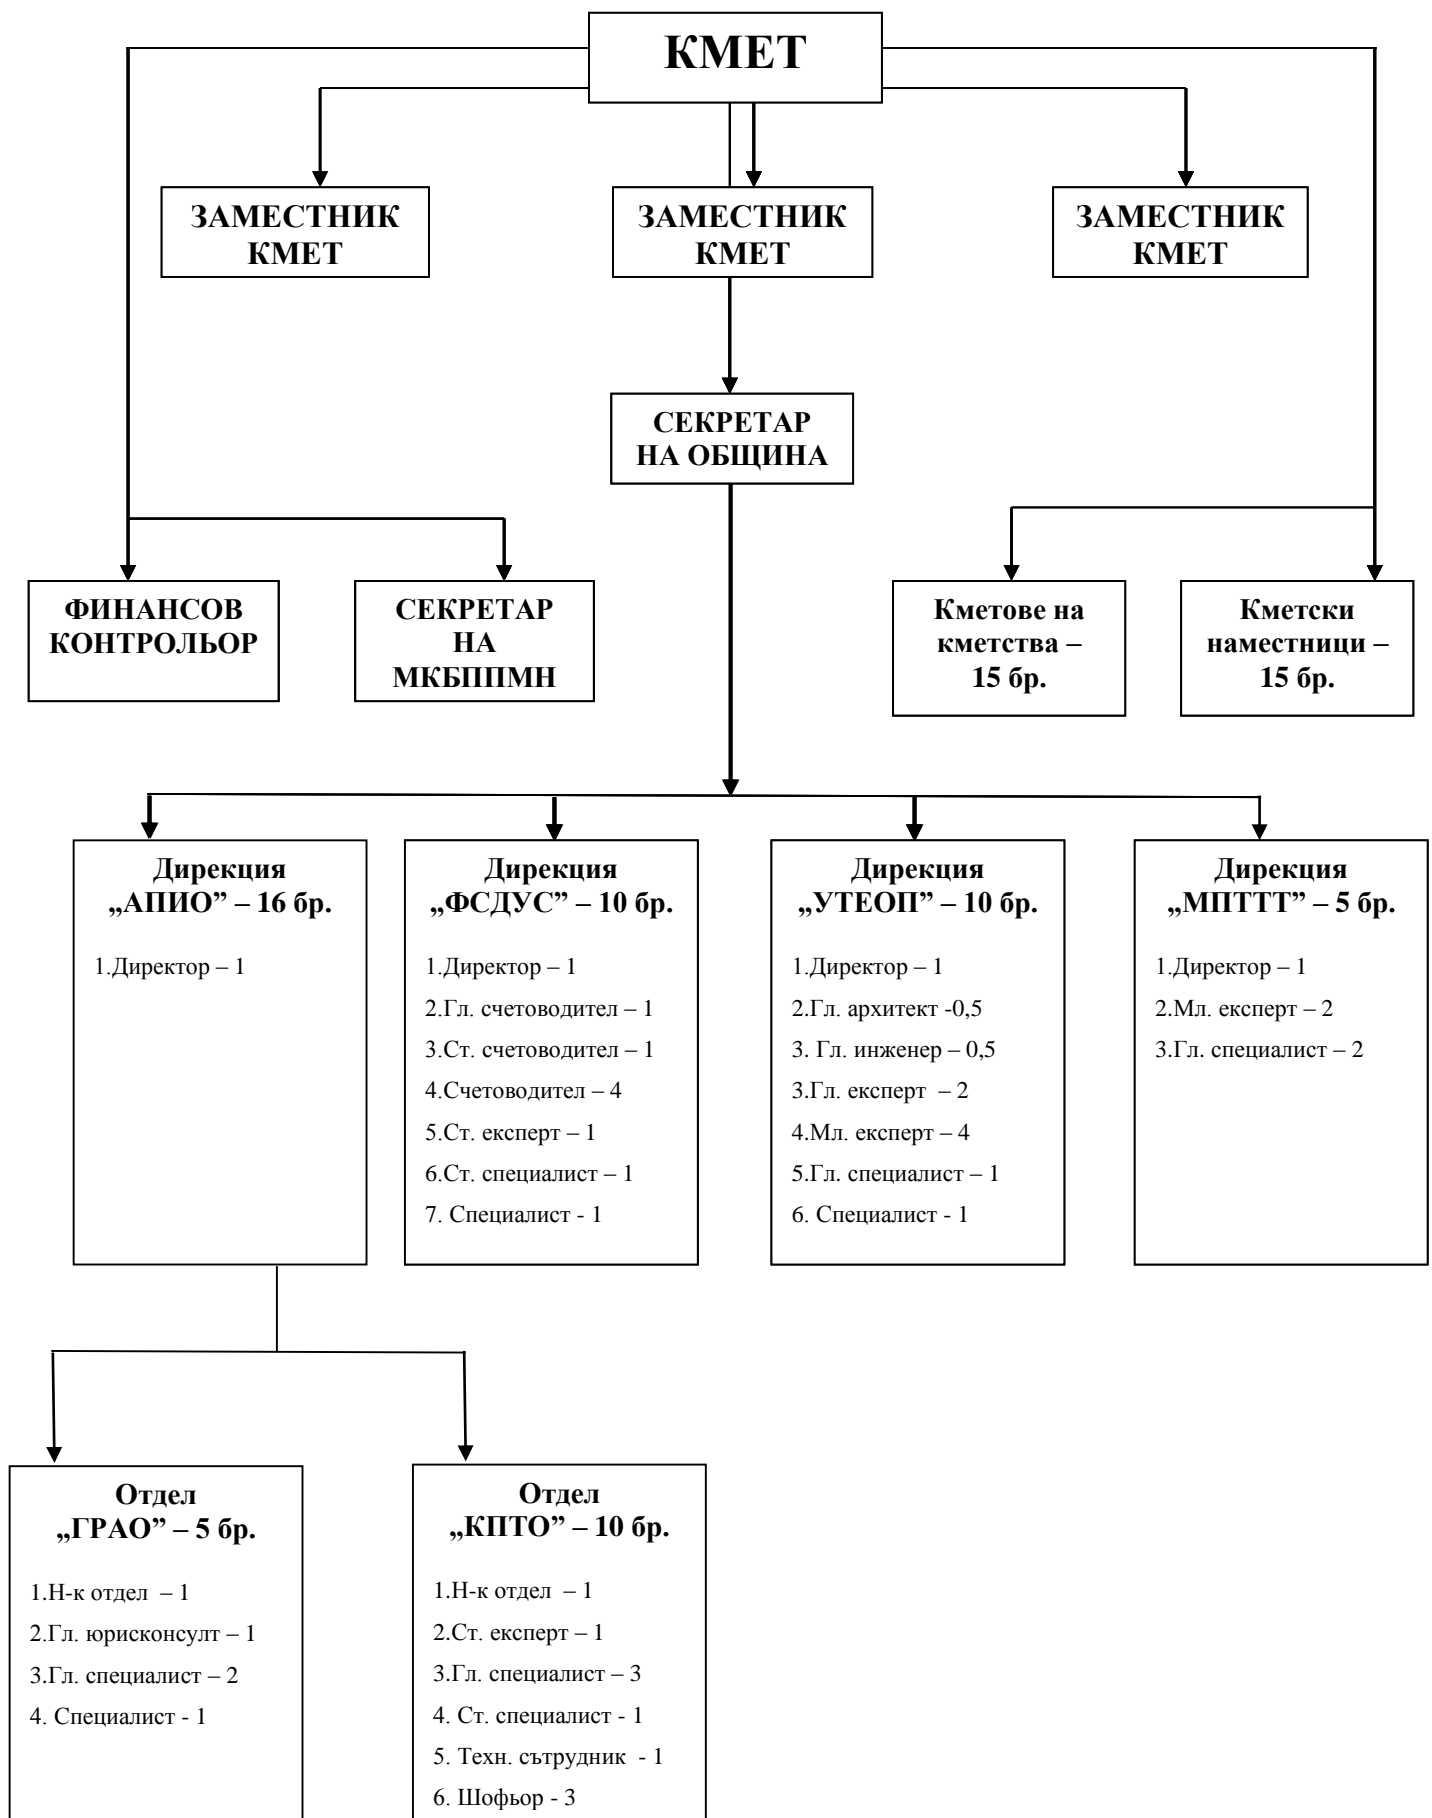 КМЕТ
ЗАМЕСТНИК
КМЕТ
ЗАМЕСТНИК
КМЕТ
ЗАМЕСТНИК
КМЕТ
СЕКРЕТАР
НА ОБЩИНА
ФИНАНСОВ
КОНТРОЛЬОР
СЕКРЕТАР
НА
МКБППМН
Кметове на
кметства –
15 бр.
Кметски
наместници –
15 бр.
Дирекция
„АПИО” – 16 бр.
1.Директор – 1
Дирекция
„ФСДУС” – 10 бр.
1.Директор – 1
2.Гл. счетоводител – 1
3.Ст. счетоводител – 1
4.Счетоводител – 4
5.Ст. експерт – 1
6.Ст. специалист – 1
7. Специалист - 1
Дирекция
„УТЕОП” – 10 бр.
1.Директор – 1
2.Гл. архитект -0,5
3. Гл. инженер – 0,5
3.Гл. експерт – 2
4.Мл. експерт – 4
5.Гл. специалист – 1
6. Специалист - 1
Дирекция
„МПТТТ” – 5 бр.
1.Директор – 1
2.Мл. експерт – 2
3.Гл. специалист – 2
Отдел
„ГРАО” – 5 бр.
1.Н-к отдел – 1
2.Гл. юрисконсулт – 1
3.Гл. специалист – 2
4. Специалист - 1
Отдел
„КПТО” – 10 бр.
1.Н-к отдел – 1
2.Ст. експерт – 1
3.Гл. специалист – 3
4. Ст. специалист - 1
5. Техн. сътрудник - 1
6. Шофьор - 3